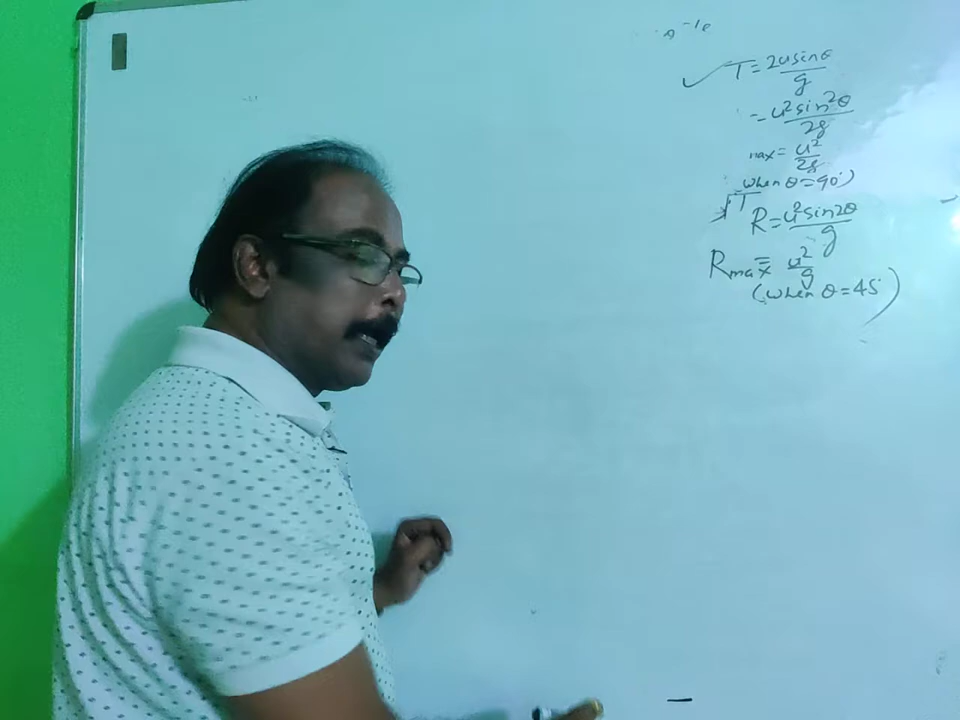 T = 2usinθ/g
= u²sin²θ/2g
max = u²/2g
when θ=90°)
R = u²sin2θ/g
Rmax = u²/g
(when θ=45°)